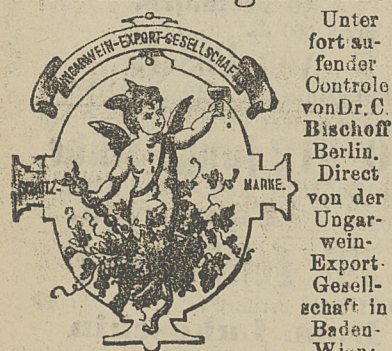 UNGARWEIN-EXPORT-GESELLSCHAFT
SCHUTZ-
MARKE.
Unter
fort au-
fender
Controle
von Dr. C.
Bischoff
Berlin.
Direct
von der
Ungar-
wein-
Export-
Gesell-
schaft in
Baden-
Wien: